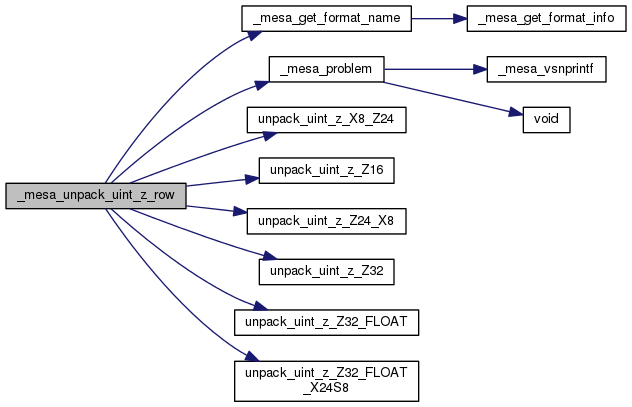 _mesa_get_format_name
_mesa_get_format_info
_mesa_problem
_mesa_vsnprintf
unpack_uint_z_X8_Z24
void
unpack_uint_z_Z16
_mesa_unpack_uint_z_row
unpack_uint_z_Z24_X8
unpack_uint_z_Z32
unpack_uint_z_Z32_FLOAT
unpack_uint_z_Z32_FLOAT
_X24S8